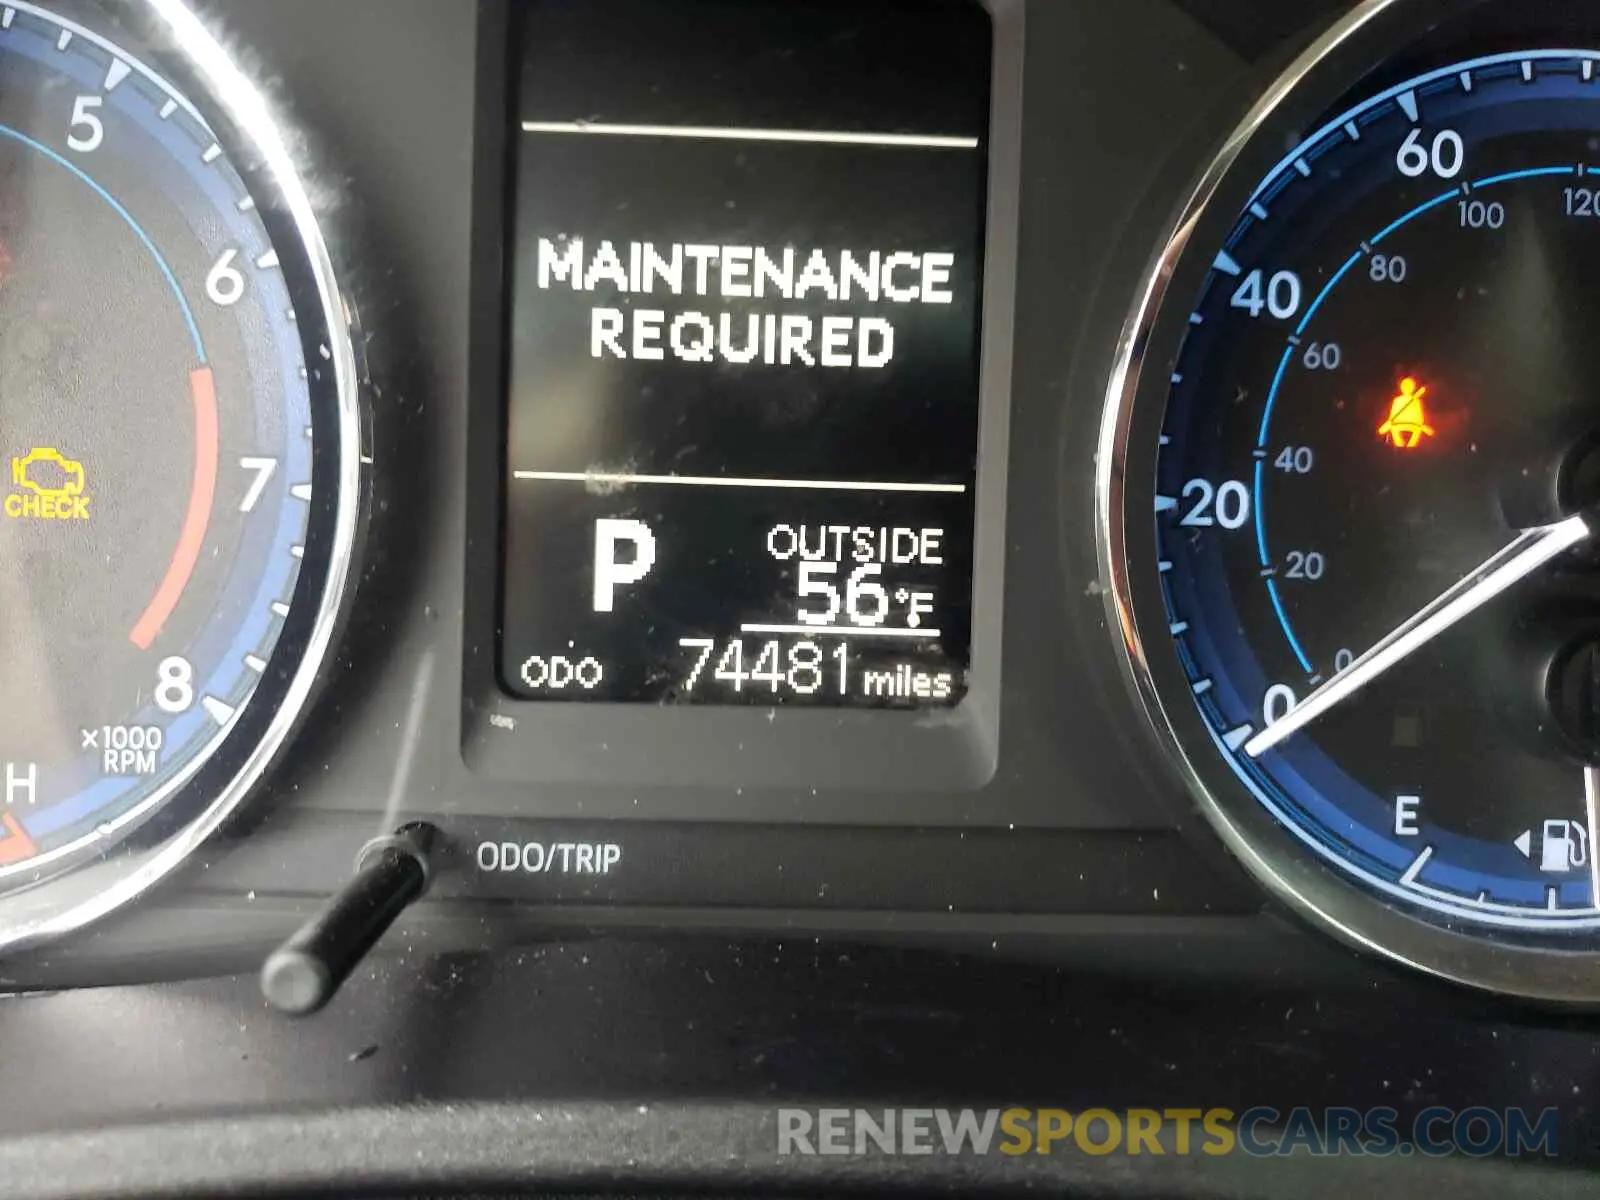 5
6
7
8
×1000
RPM
H
CHECK
MAINTENANCE
REQUIRED
P
OUTSIDE
56°F
ODO 74481 miles
ODO/TRIP
60
40
20
0
120
100
80
60
40
20
0
E
RENEWSPORTSCARS.COM